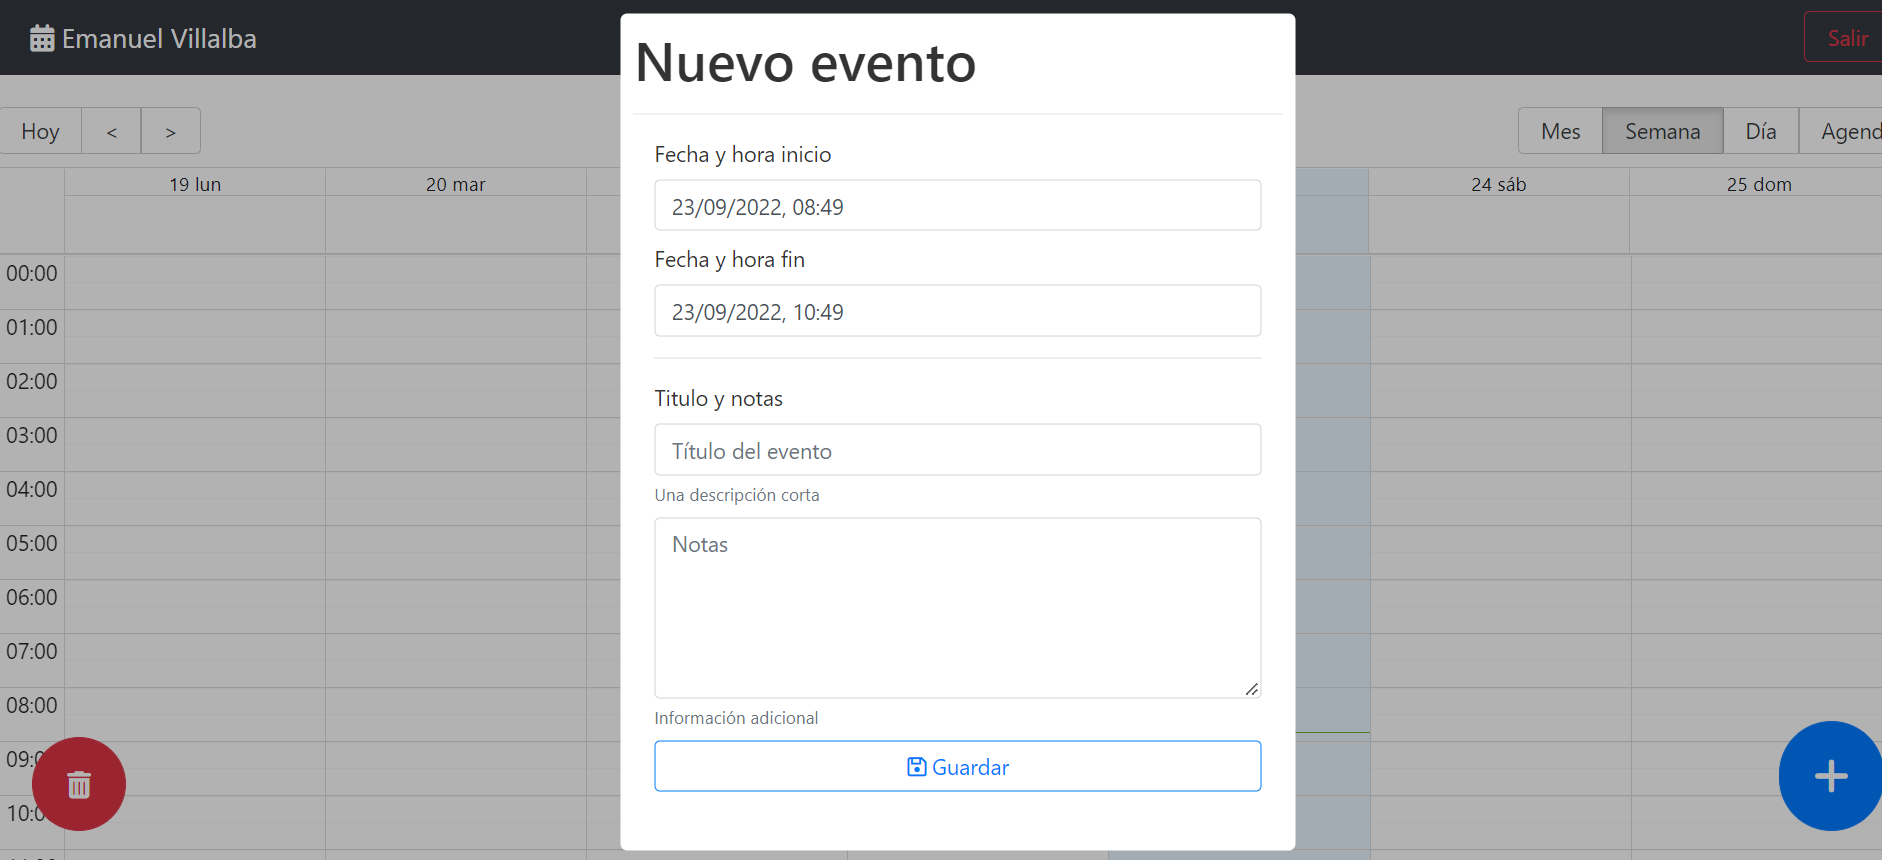 Emanuel Villalba
Salir
Nuevo evento
Hoy
<
>
Mes
Semana
Día
Agend
19 lun
20 mar
24 sáb
25 dom
Fecha y hora inicio
23/09/2022, 08:49
Fecha y hora fin
23/09/2022, 10:49
Titulo y notas
Título del evento
Una descripción corta
Notas
Información adicional
Guardar
00:00
01:00
02:00
03:00
04:00
05:00
06:00
07:00
08:00
09:0
10:0